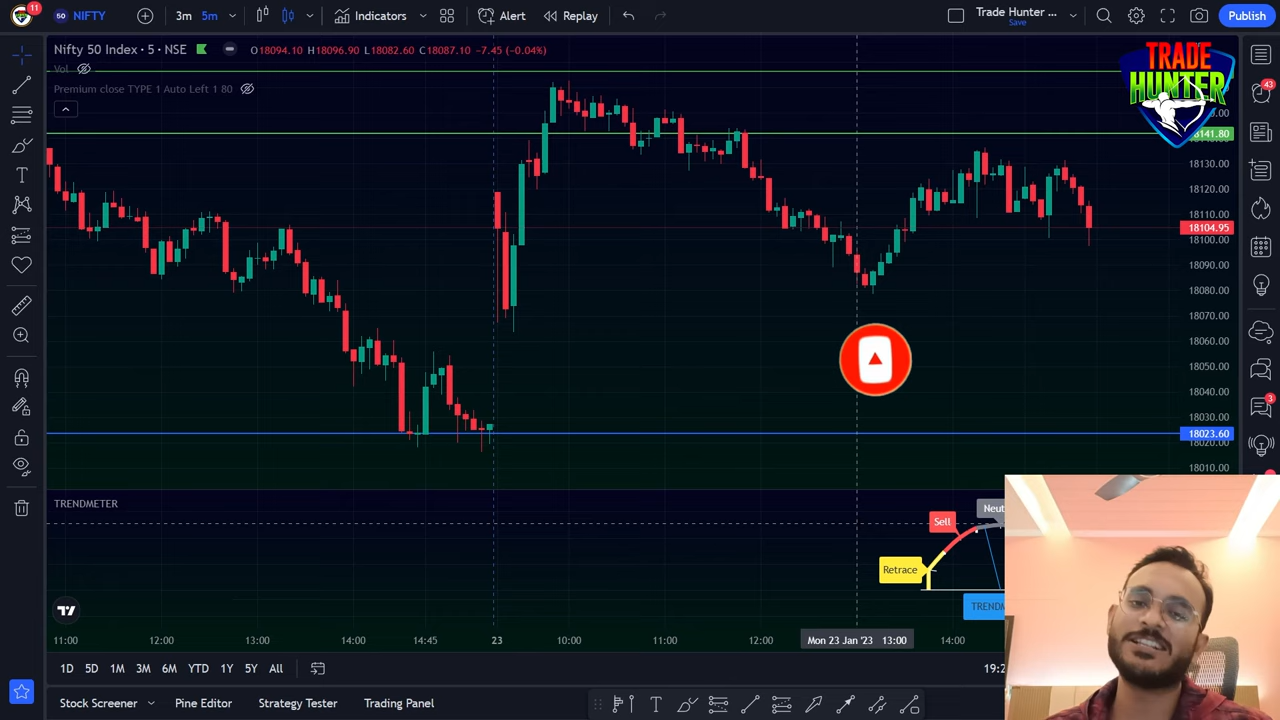 11
50 NIFTY
3m 5m
Indicators
Alert
Replay
Trade Hunter ...
Save
Publish
Nifty 50 Index · 5 · NSE
O18094.10 H18096.90 L18082.60 C18087.10 -7.45 (-0.04%)
Vol
Premium close TYPE 1 Auto Left 1 80
TRADE
HUNTER
43
18141.80
18130.00
18120.00
18110.00
18104.95
18100.00
18090.00
18080.00
18070.00
18060.00
18050.00
18040.00
18030.00
18023.60
18020.00
18010.00
3
TRENDMETER
Sell
Neut
Retrace
TRENDM
11:00 12:00 13:00 14:00 14:45 23 10:00 11:00 12:00 Mon 23 Jan '23 13:00 14:00
1D 5D 1M 3M 6M YTD 1Y 5Y All
19:2
Stock Screener
Pine Editor
Strategy Tester
Trading Panel